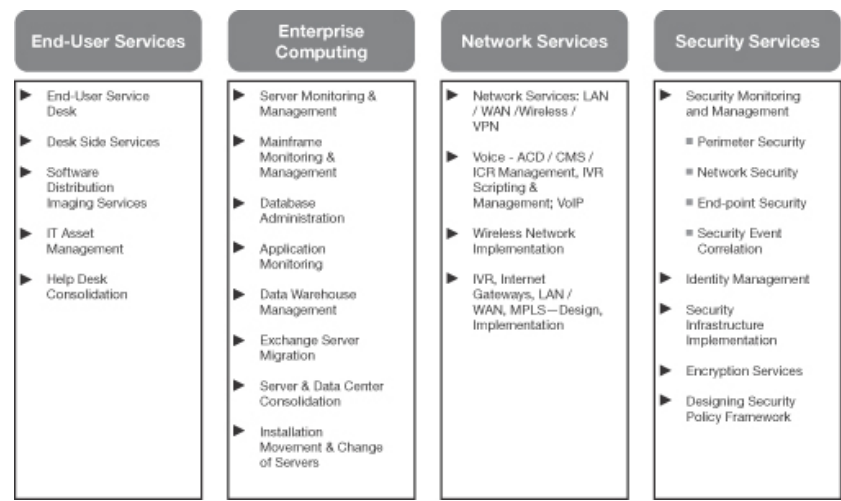 End-User Services
► End-User Service
Desk
► Desk Side Services
► Software
Distribution
Imaging Services
► IT Asset
Management
► Help Desk
Consolidation
Enterprise
Computing
► Server Monitoring &
Management
► Mainframe
Monitoring &
Management
► Database
Administration
► Application
Monitoring
► Data Warehouse
Management
► Exchange Server
Migration
► Server & Data Center
Consolidation
► Installation
Movement & Change
of Servers
Network Services
► Network Services: LAN
/ WAN /Wireless /
VPN
► Voice - ACD / CMS /
ICR Management, IVR
Scripting &
Management; VoIP
► Wireless Network
Implementation
► IVR, Internet
Gateways, LAN /
WAN, MPLS—Design,
Implementation
Security Services
► Security Monitoring
and Management
■ Perimeter Security
■ Network Security
■ End-point Security
■ Security Event
Correlation
► Identity Management
► Security
Infrastructure
Implementation
► Encryption Services
► Designing Security
Policy Framework